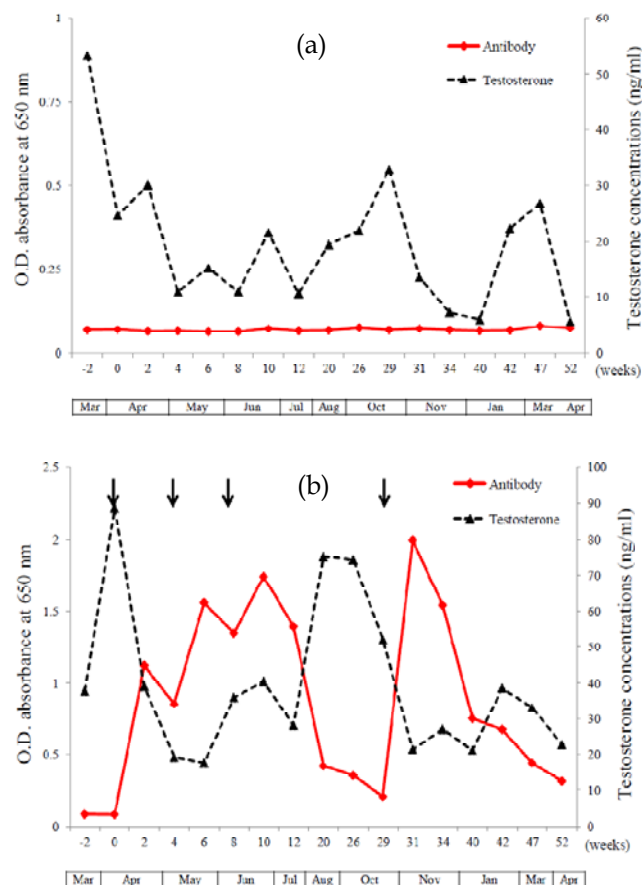 (a)
Antibody
Testosterone
O.D. absorbance at 650 nm
Testosterone concentrations (ng/ml)
1
0.75
0.5
0.25
0
60
50
40
30
20
10
0
-2 0 2 4 6 8 10 12 20 26 29 31 34 40 42 47 52 (weeks)
Mar Apr May Jun Jul Aug Oct Nov Jan Mar Apr
(b)
Antibody
Testosterone
O.D. absorbance at 650 nm
Testosterone concentrations (ng/ml)
2.5
2
1.5
1
0.5
0
100
90
80
70
60
50
40
30
20
10
0
-2 0 2 4 6 8 10 12 20 26 29 31 34 40 42 47 52 (weeks)
Mar Apr May Jun Jul Aug Oct Nov Jan Mar Apr